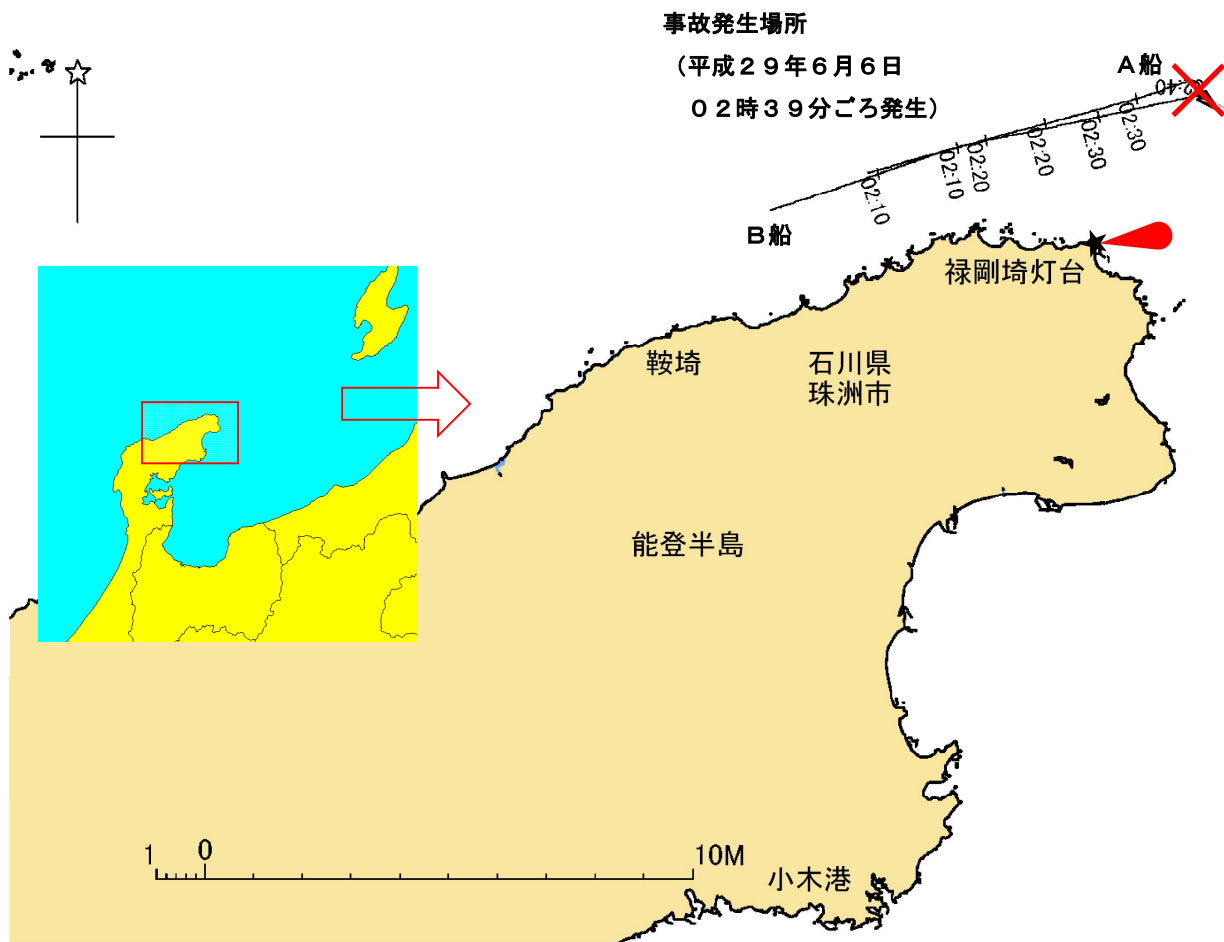 事故発生場所
(平成29年6月6日
02時39分ごろ発生)
A船
02:40
02:30
02:30
02:20
02:20
02:10
02:10
B船
禄剛埼灯台
鞍埼
石川県
珠洲市
能登半島
1 0 10M
小木港